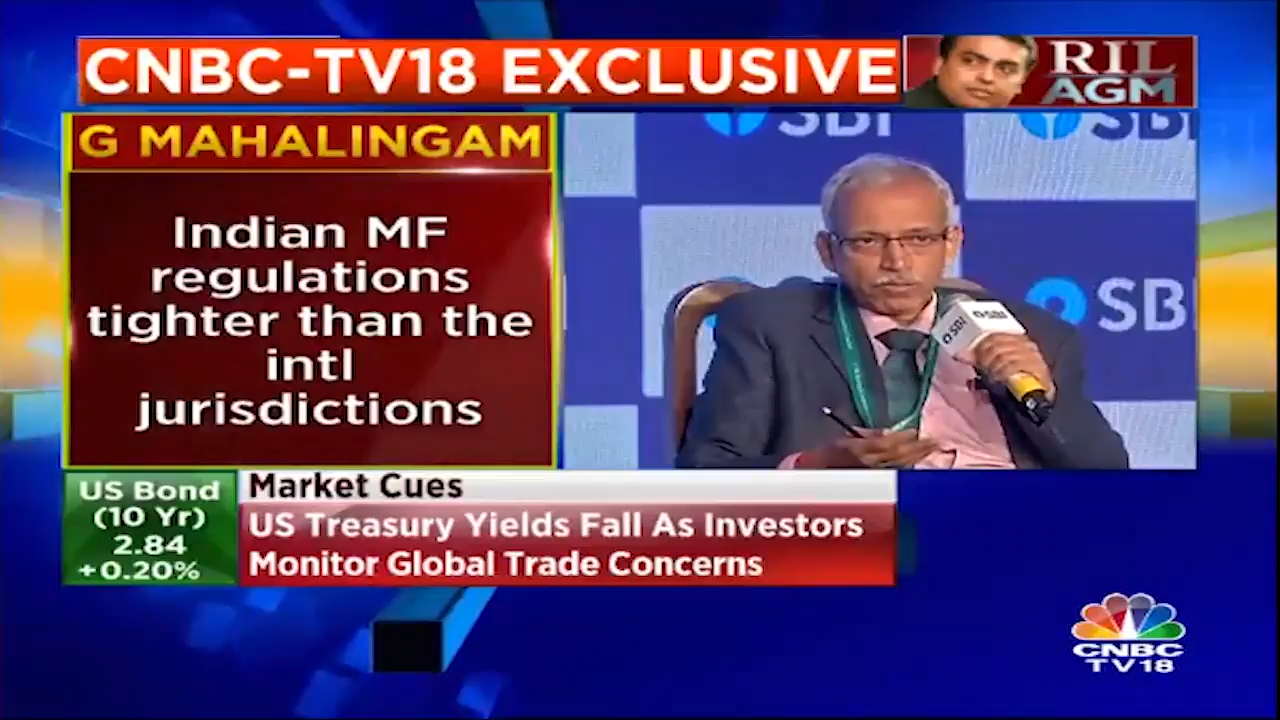 CNBC-TV18 EXCLUSIVE
RIL
AGM
G MAHALINGAM
Indian MF
regulations
tighter than the
intl
jurisdictions
SBI
SBI
SBI
SBI
SBI
US Bond
(10 Yr)
2.84
+0.20%
Market Cues
US Treasury Yields Fall As Investors
Monitor Global Trade Concerns
CNBC
TV18